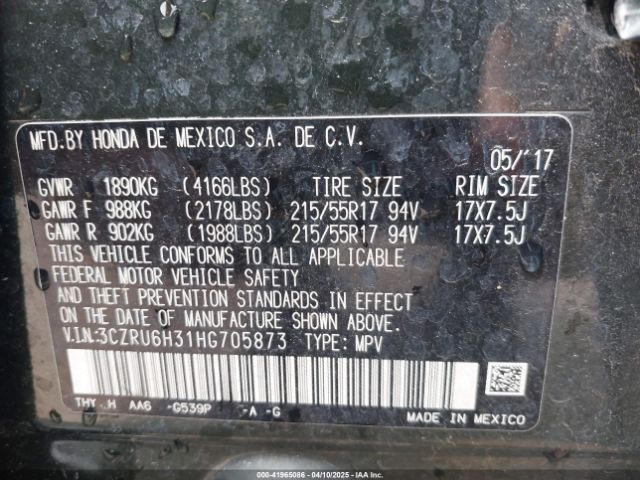 MFD. BY HONDA DE MEXICO S.A. DE C.V.
05/'17
GVWR 1890KG (4166LBS) TIRE SIZE RIM SIZE
GAWR F 988KG (2178LBS) 215/55R17 94V 17X7.5J
GAWR R 902KG (1988LBS) 215/55R17 94V 17X7.5J
THIS VEHICLE CONFORMS TO ALL APPLICABLE
FEDERAL MOTOR VEHICLE SAFETY
AND THEFT PREVENTION STANDARDS IN EFFECT
ON THE DATE OF MANUFACTURE SHOWN ABOVE.
V.I.N:3CZRU6H31HG705873 TYPE: MPV
THY H AA6 -G539P -A -G
MADE IN MEXICO
000-41965086 - 04/10/2025 - IAA Inc.